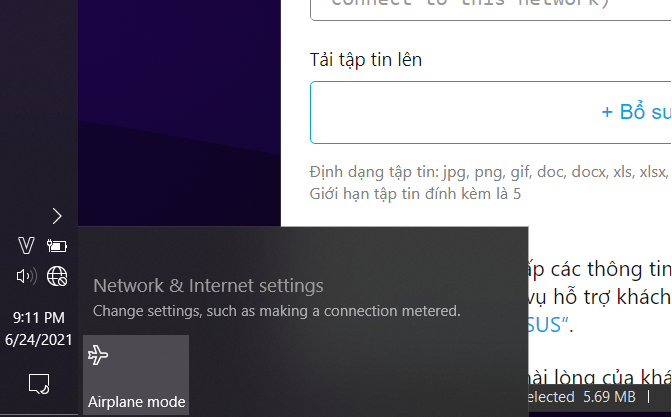 connect to this network)
Tải tập tin lên
+ Bổ su
Định dạng tập tin: jpg, png, gif, doc, docx, xls, xlsx,
Giới hạn tập tin đính kèm là 5
Network & Internet settings
Change settings, such as making a connection metered.
Airplane mode
9:11 PM
6/24/2021
ấp các thông tin
vụ hỗ trợ khách
SUS".
hài lòng của khá
elected 5.69 MB